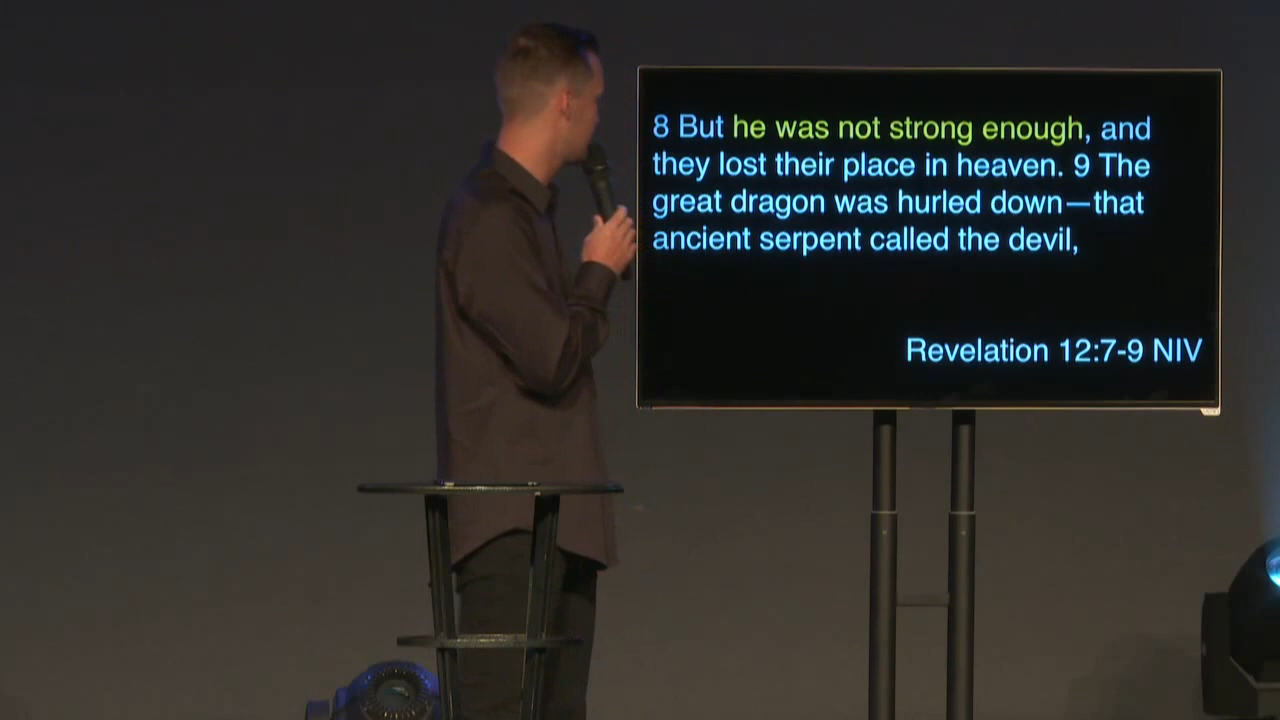 8 But he was not strong enough, and
they lost their place in heaven. 9 The
great dragon was hurled down—that
ancient serpent called the devil,
Revelation 12:7-9 NIV